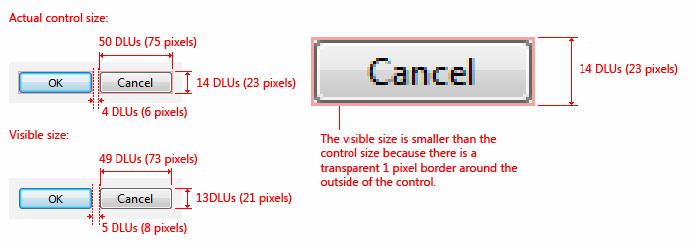 Actual control size:
50 DLUs (75 pixels)
OK
Cancel
14 DLUs (23 pixels)
4 DLUs (6 pixels)
Visible size:
49 DLUs (73 pixels)
OK
Cancel
13DLUs (21 pixels)
5 DLUs (8 pixels)
Cancel
14 DLUs (23 pixels)
The visible size is smaller than the
control size because there is a
transparent 1 pixel border around the
outside of the control.